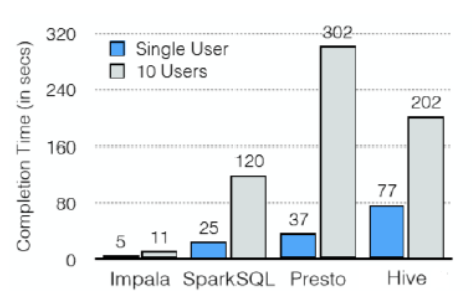 Completion Time (in secs)
320
240
160
80
0
Single User
10 Users
5
11
25
120
37
302
77
202
Impala
SparkSQL
Presto
Hive